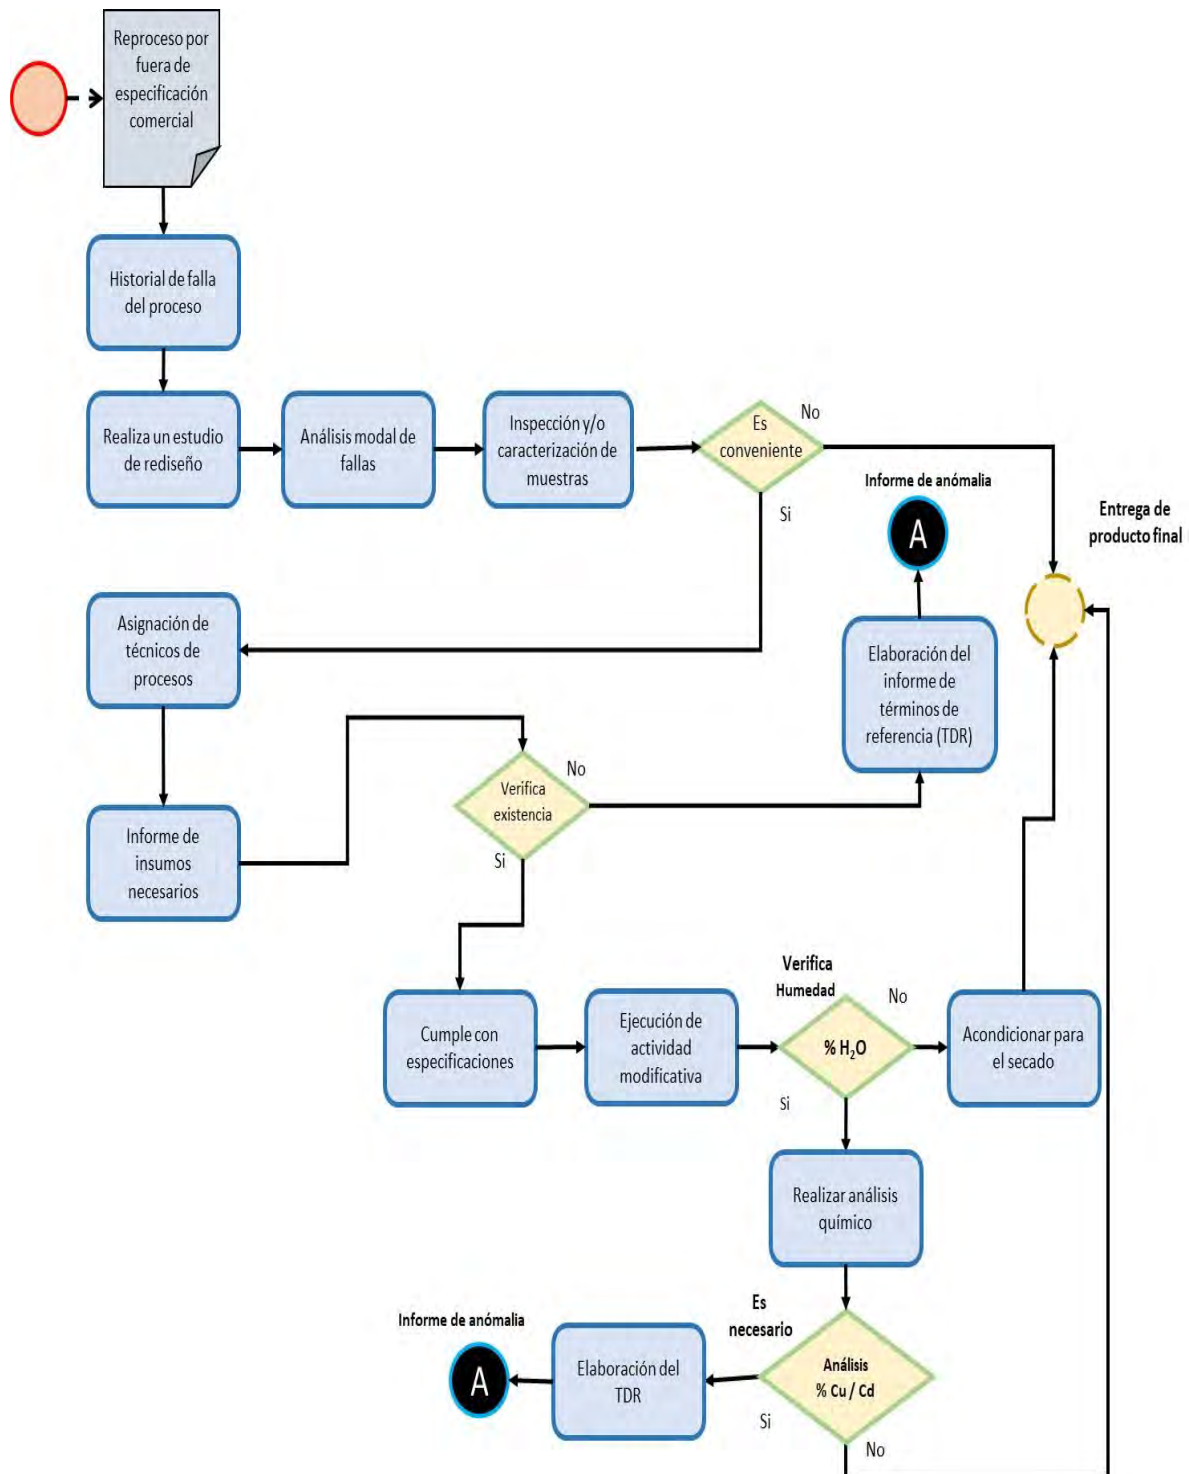 Reproceso por
fuera de
especificación
comercial
Historial de falla
del proceso
Realiza un estudio
de rediseño
Análisis modal de
fallas
Inspección y/o
caracterización de
muestras
Es
conveniente
No
Si
Informe de anómalia
A
Entrega de
producto final
Asignación de
técnicos de
procesos
Elaboración del
informe de
términos de
referencia (TDR)
Informe de
insumos
necesarios
Verifica
existencia
No
Si
Cumple con
especificaciones
Ejecución de
actividad
modificativa
Verifica
Humedad
% H₂O
No
Si
Acondicionar para
el secado
Realizar análisis
químico
Es
necesario
Análisis
% Cu / Cd
Si
No
Elaboración del
TDR
Informe de anómalia
A